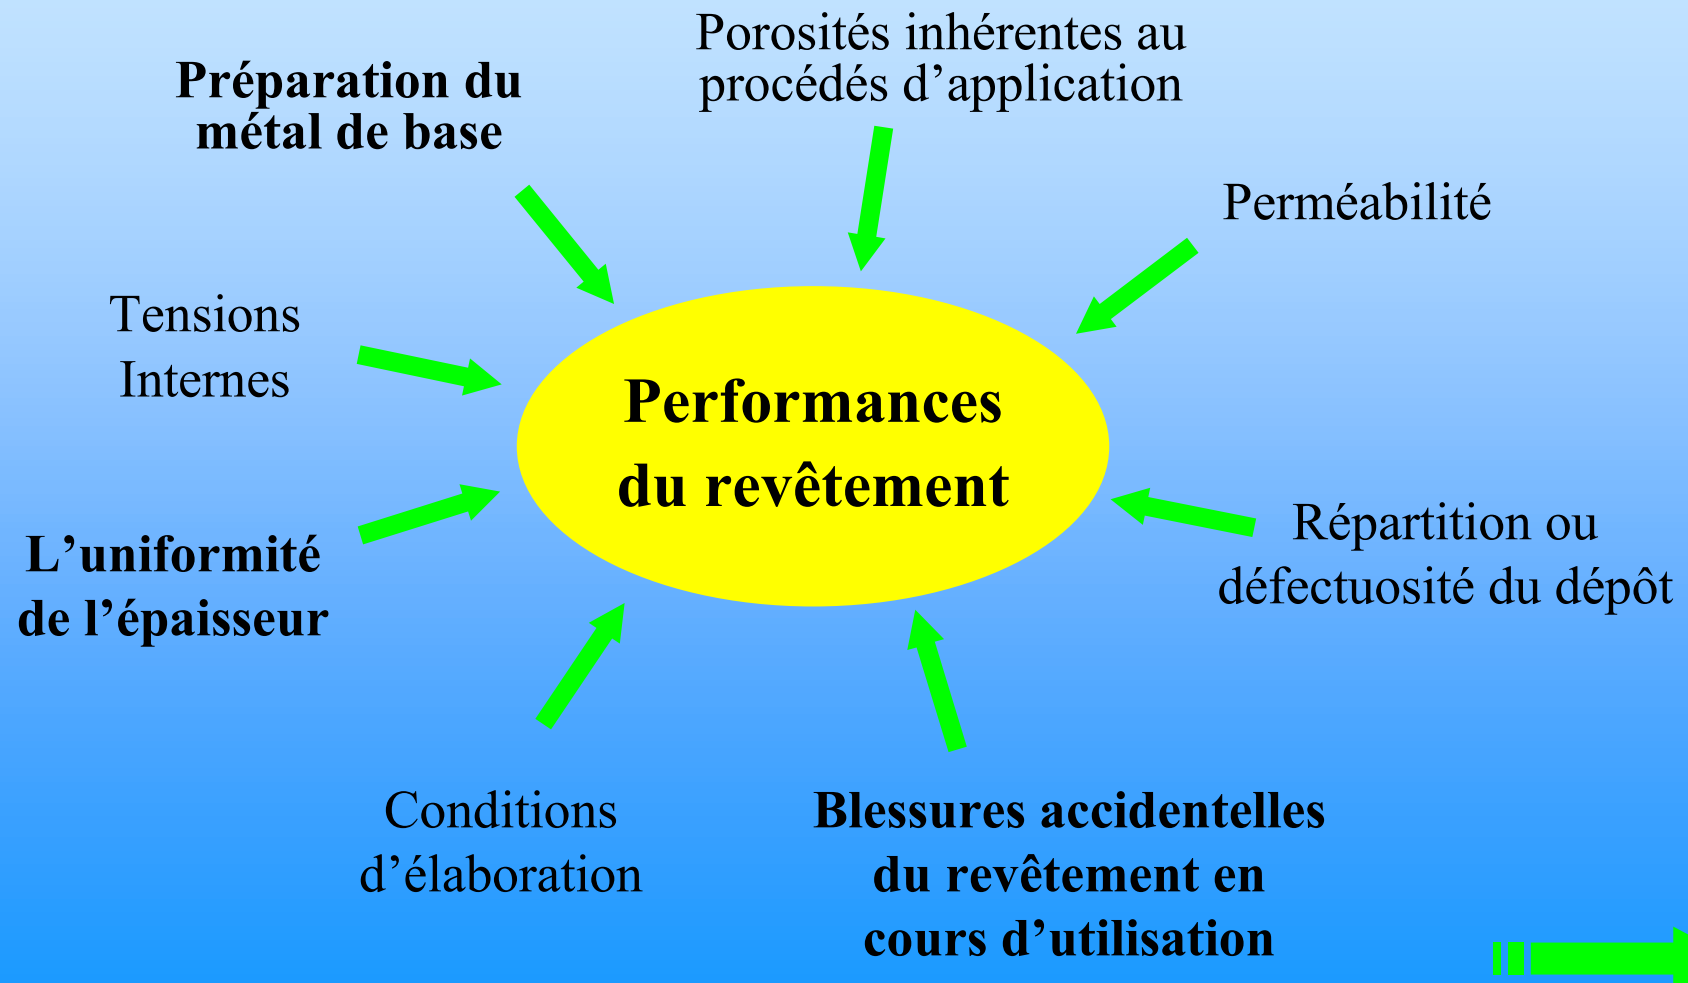 Porosités inhérentes au
procédés d’application
Préparation du
métal de base
Perméabilité
Tensions
Internes
Performances
du revêtement
L’uniformité
de l’épaisseur
Répartition ou
défectuosité du dépôt
Conditions
d’élaboration
Blessures accidentelles
du revêtement en
cours d’utilisation